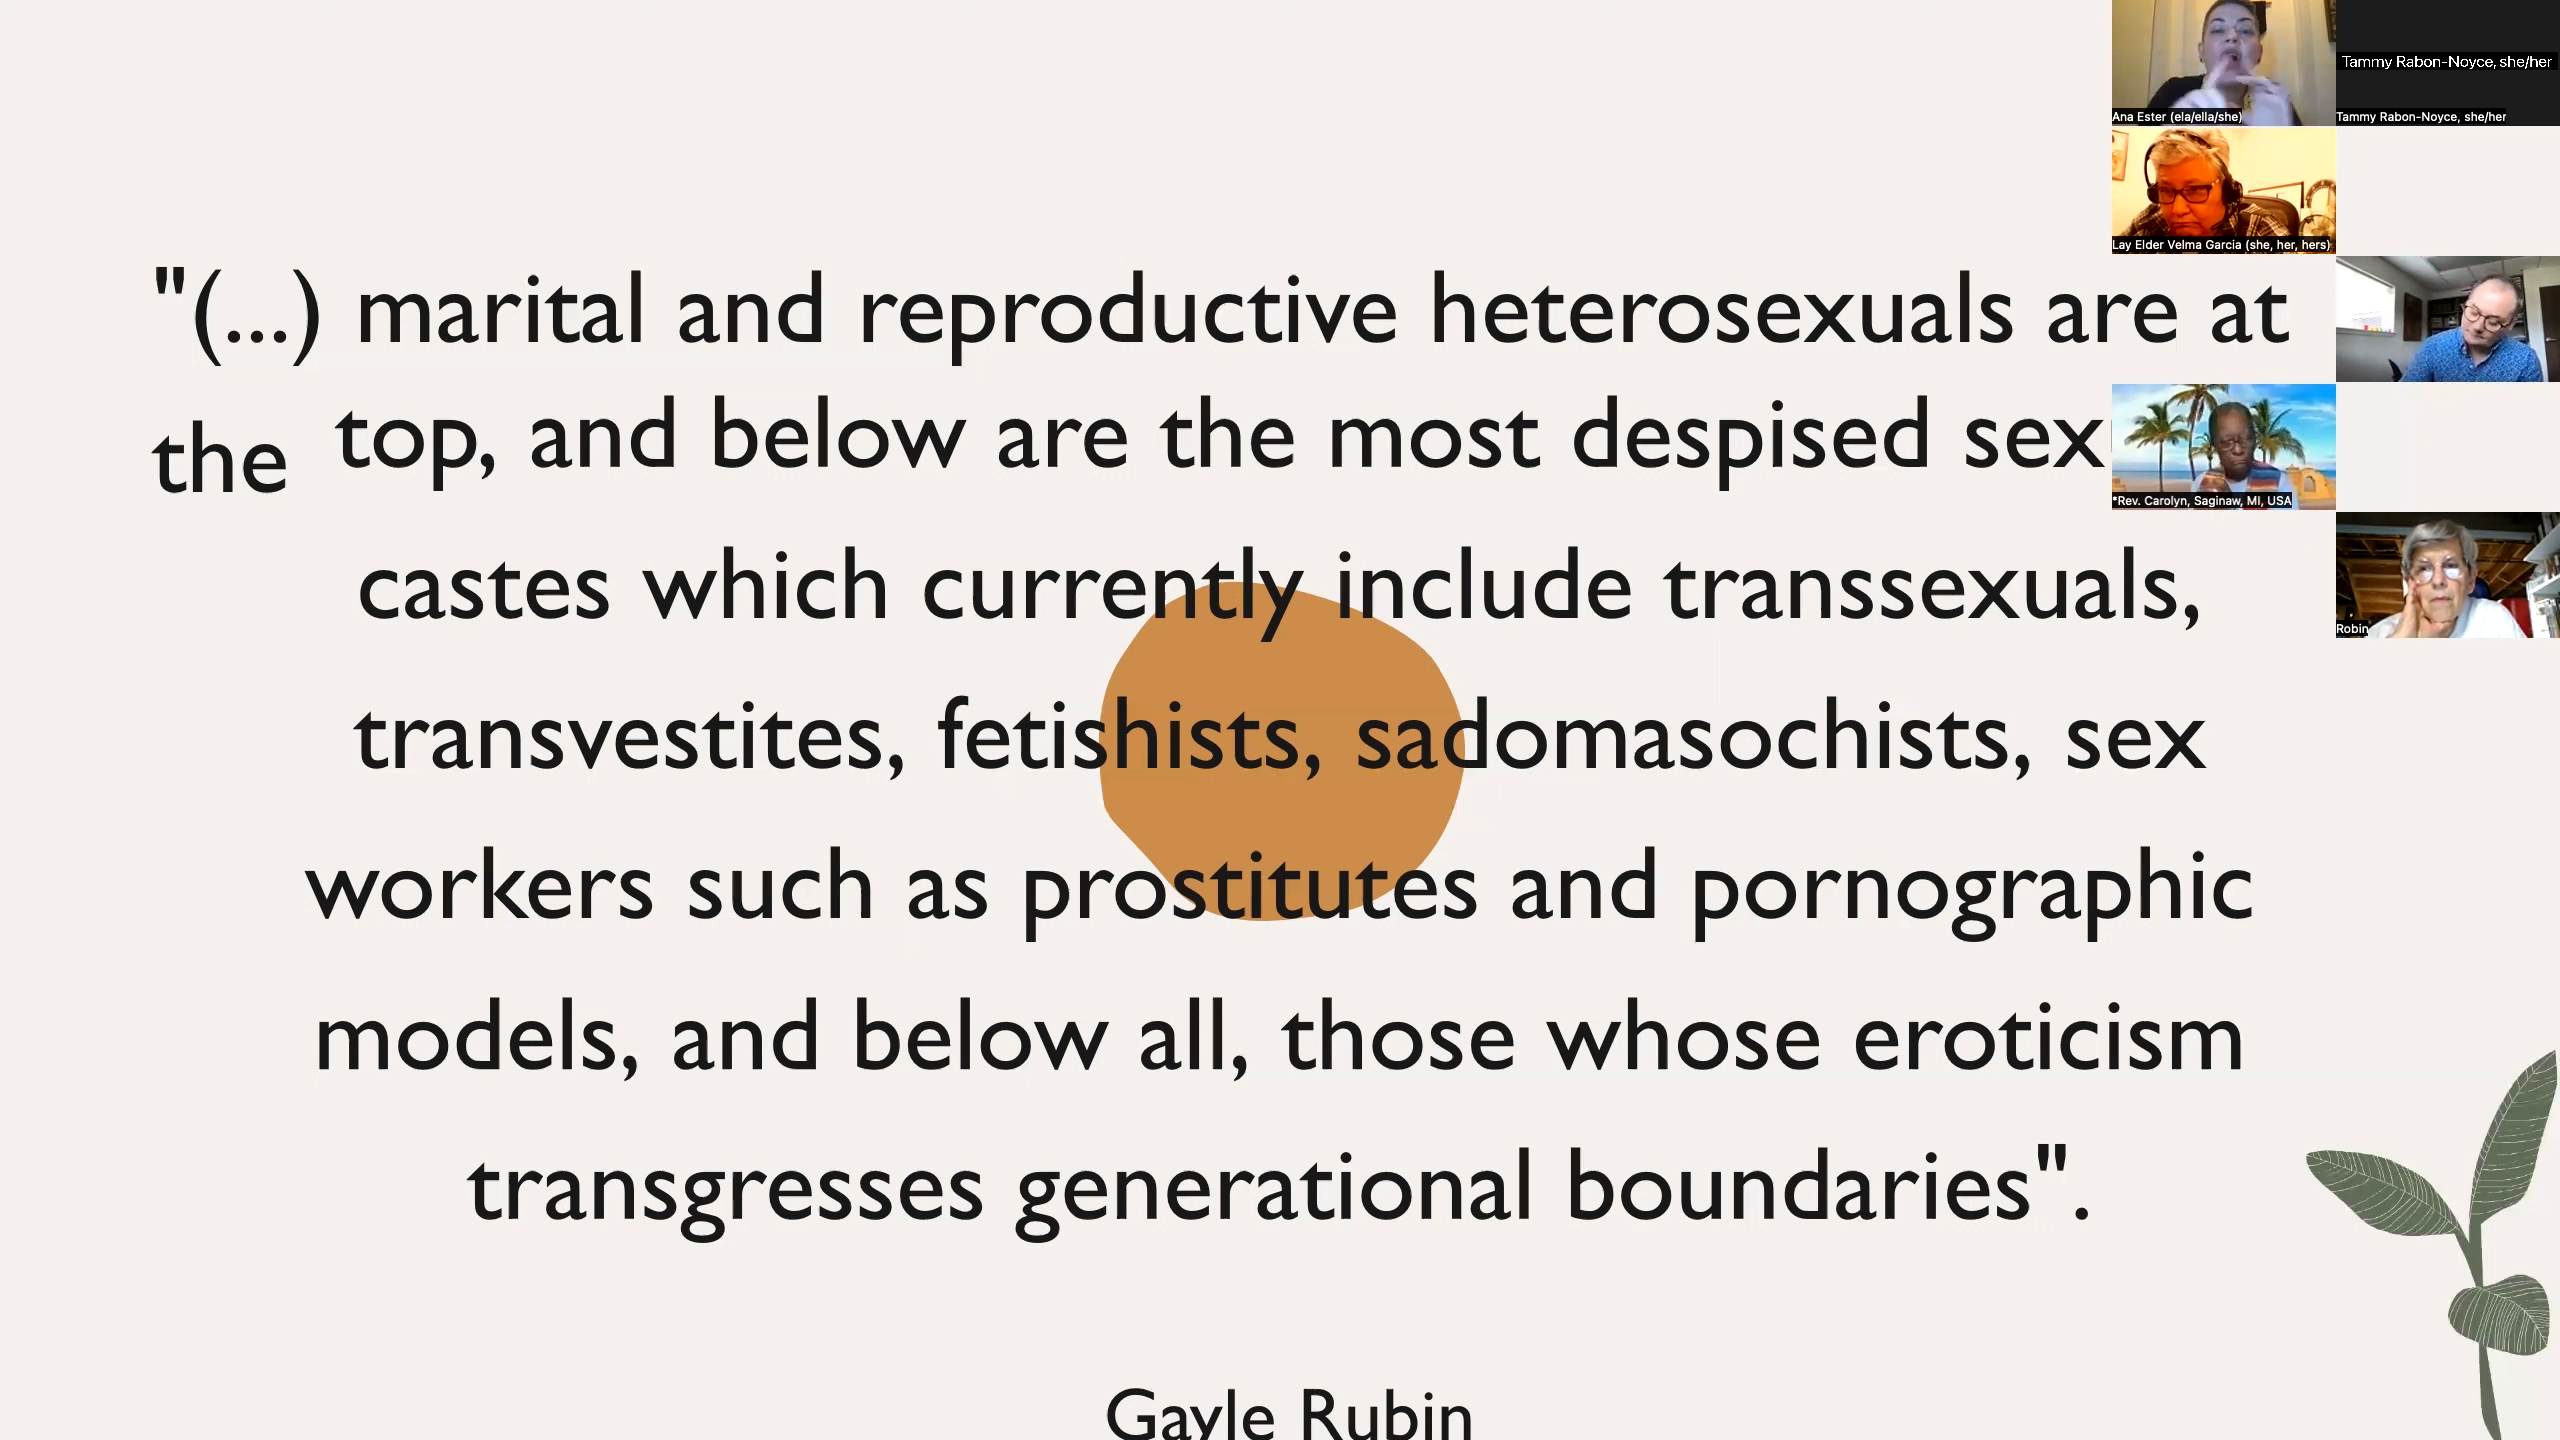 "(...) marital and reproductive heterosexuals are at
the top, and below are the most despised
castes which currently include transsexuals,
transvestites, fetishists, sadomasochists, sex
workers such as prostitutes and pornographic
models, and below all, those whose eroticism
transgresses generational boundaries".
Gayle Rubin
Ana Ester (ela/ella/she)
Tammy Rabon-Noyce, she/her
Tammy Rabon-Noyce, she/her
Lay Elder Velma Garcia (she, her, hers)
*Rev. Carolyn, Saginaw, MI, USA
Robin